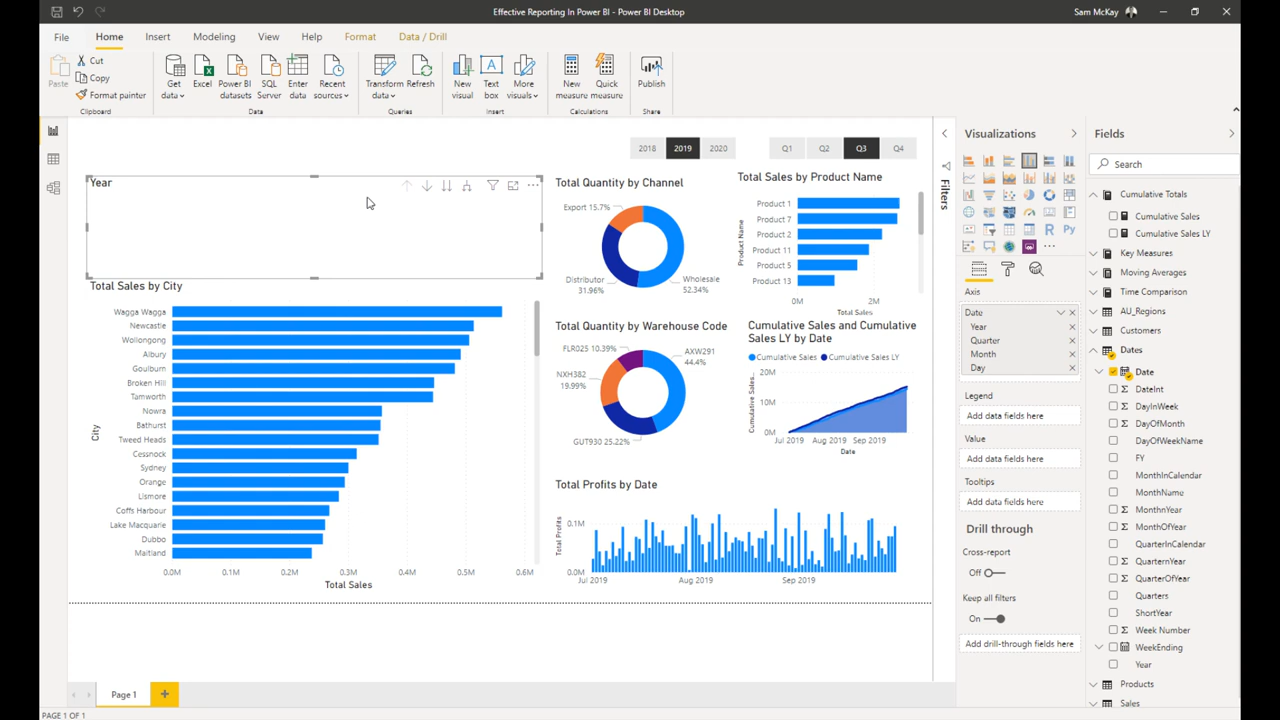 Effective Reporting In Power BI - Power BI Desktop
Sam McKay
File
Home
Insert
Modeling
View
Help
Format
Data / Drill
Paste
Cut
Copy
Format painter
Clipboard
Get data
Excel
Power BI datasets
SQL Server
Enter data
Recent sources
Data
Transform data
Refresh
Queries
New visual
Text box
More visuals
Insert
New measure
Quick measure
Calculations
Publish
Share
2018
2019
2020
Q1
Q2
Q3
Q4
Year
Total Sales by City
City
Wagga Wagga
Newcastle
Wollongong
Albury
Goulburn
Broken Hill
Tamworth
Nowra
Bathurst
Tweed Heads
Cessnock
Sydney
Orange
Lismore
Coffs Harbour
Lake Macquarie
Dubbo
Maitland
0.0M 0.1M 0.2M 0.3M 0.4M 0.5M 0.6M
Total Sales
Total Quantity by Channel
Export 15.7%
Distributor
31.96%
Wholesale
52.34%
Total Sales by Product Name
Product Name
Product 1
Product 7
Product 2
Product 11
Product 5
Product 13
0M 2M
Total Sales
Total Quantity by Warehouse Code
FLR025 10.39%
AXW291
44.4%
NXH382
19.99%
GUT930 25.22%
Cumulative Sales and Cumulative
Sales LY by Date
Cumulative Sales Cumulative Sales LY
Cumulative Sales...
20M
10M
0M
Jul 2019 Aug 2019 Sep 2019
Date
Total Profits by Date
Total Profits
0.1M
0.0M
Jul 2019 Aug 2019 Sep 2019
Filters
Visualizations
R
Py
Axis
Date
Year
Quarter
Month
Day
Legend
Add data fields here
Value
Add data fields here
Tooltips
Add data fields here
Drill through
Cross-report
Off
Keep all filters
On
Add drill-through fields here
Fields
Search
Cumulative Totals
Cumulative Sales
Cumulative Sales LY
Key Measures
Moving Averages
Time Comparison
AU_Regions
Customers
Dates
Date
DateInt
DayInWeek
DayOfMonth
DayOfWeekName
FY
MonthInCalendar
MonthName
MonthnYear
MonthOfYear
QuarterInCalendar
QuarternYear
QuarterOfYear
Quarters
ShortYear
Week Number
WeekEnding
Year
Products
Sales
Page 1
PAGE 1 OF 1